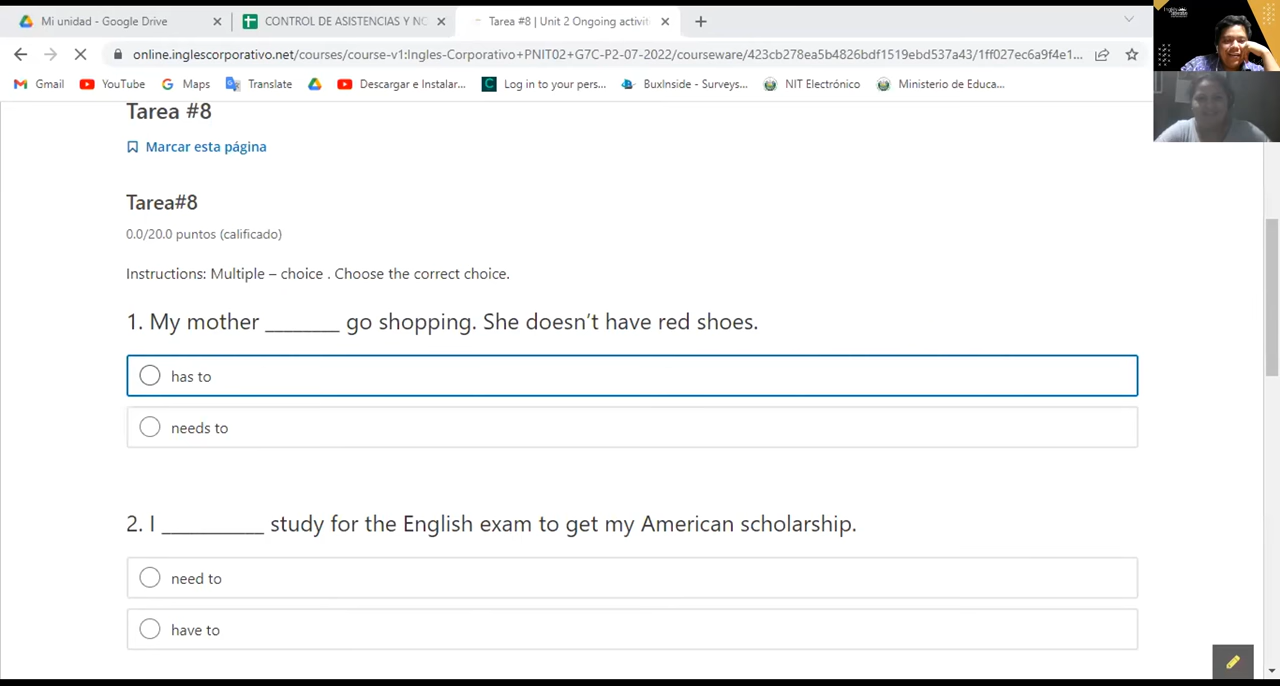 Mi unidad - Google Drive
CONTROL DE ASISTENCIAS Y NO
Tarea #8 | Unit 2 Ongoing activit
online.inglescorporativo.net/courses/course-v1:Ingles-Corporativo+PNIT02+G7C-P2-07-2022/courseware/423cb278ea5b4826bdf1519ebd537a43/1ff027ec6a9f4e1...
Gmail
YouTube
Maps
Translate
Descargar e Instalar...
Log in to your pers...
BuxInside - Surveys...
NIT Electrónico
Ministerio de Educa...
Tarea #8
Marcar esta página
Tarea#8
0.0/20.0 puntos (calificado)
Instructions: Multiple – choice . Choose the correct choice.
1. My mother ________ go shopping. She doesn’t have red shoes.
has to
needs to
2. I ___________ study for the English exam to get my American scholarship.
need to
have to